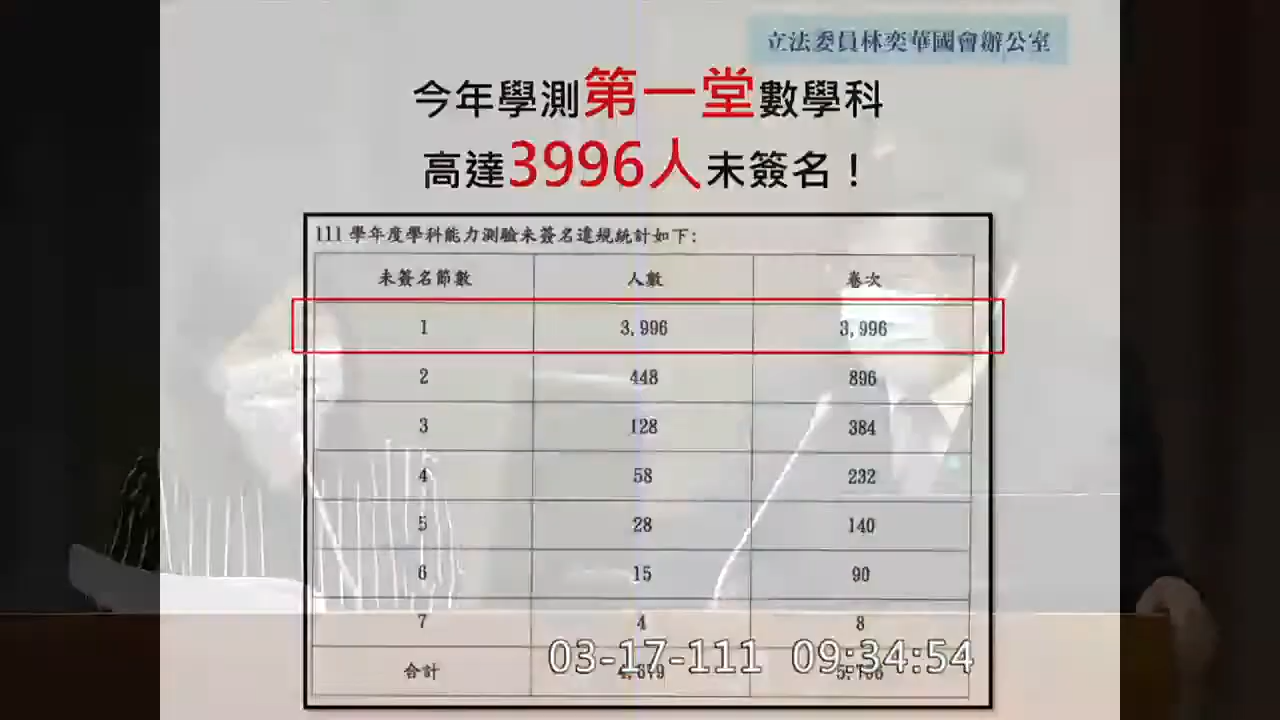 立法委員林奕華國會辦公室
今年學測第一堂數學科
高達3996人未簽名！
111 學年度學科能力測驗未簽名違規統計如下:
未簽名節數 人數 卷次
1 3,996 3,996
2 448 896
3 128 384
4 58 232
5 28 140
6 15 90
7 4 8
合計
03-17-111 09:34:54